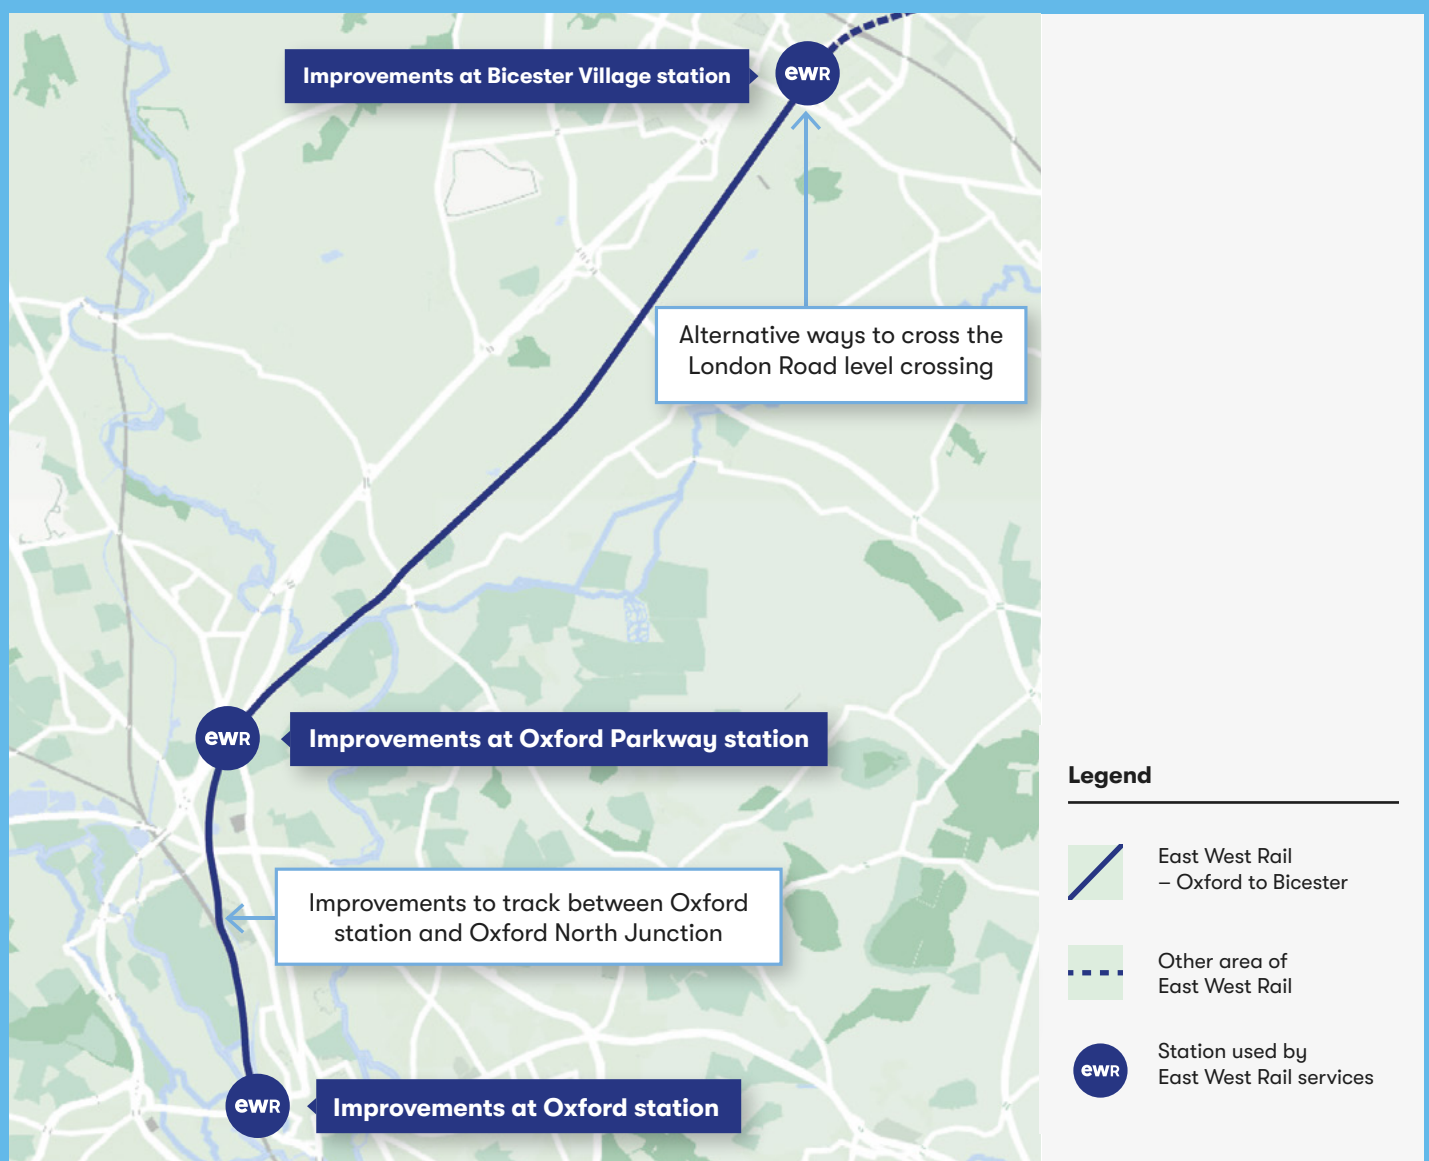 Improvements at Bicester Village station
ewR
Alternative ways to cross the
London Road level crossing
ewR
Improvements at Oxford Parkway station
Improvements to track between Oxford
station and Oxford North Junction
ewR
Improvements at Oxford station
Legend
East West Rail
– Oxford to Bicester
Other area of
East West Rail
ewR
Station used by
East West Rail services